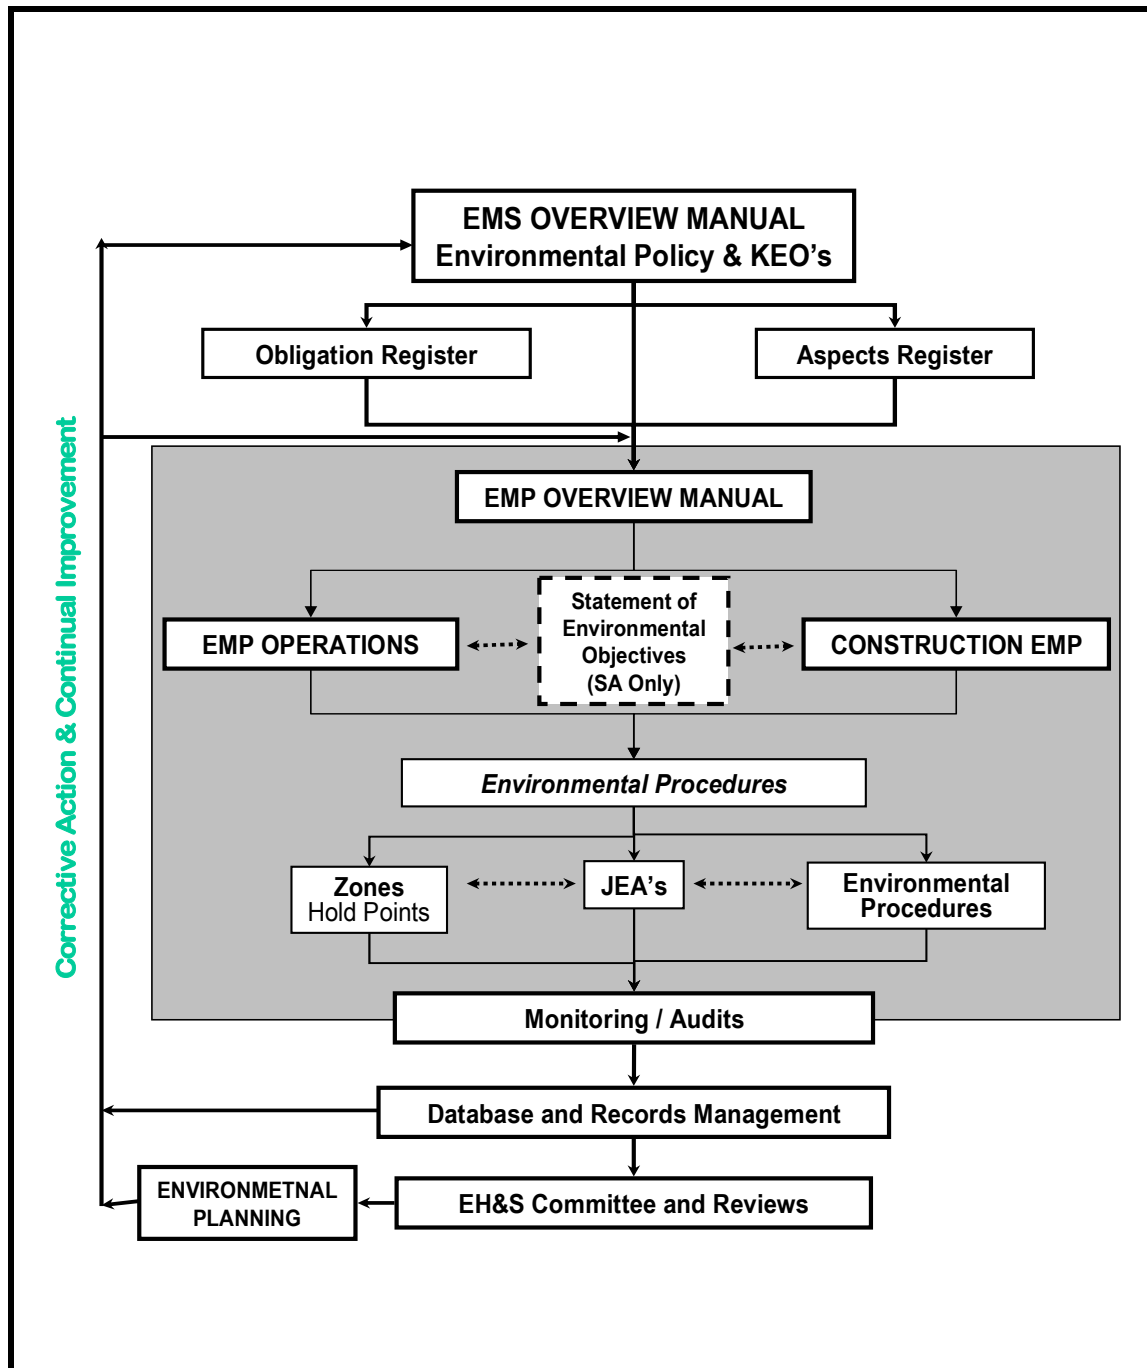 EMS OVERVIEW MANUAL
Environmental Policy & KEO's
Obligation Register
Aspects Register
Corrective Action & Continual Improvement
EMP OVERVIEW MANUAL
Statement of
Environmental
Objectives
(SA Only)
EMP OPERATIONS
CONSTRUCTION EMP
Environmental Procedures
Zones
Hold Points
JEA's
Environmental
Procedures
Monitoring / Audits
Database and Records Management
ENVIRONMETNAL
PLANNING
EH&S Committee and Reviews